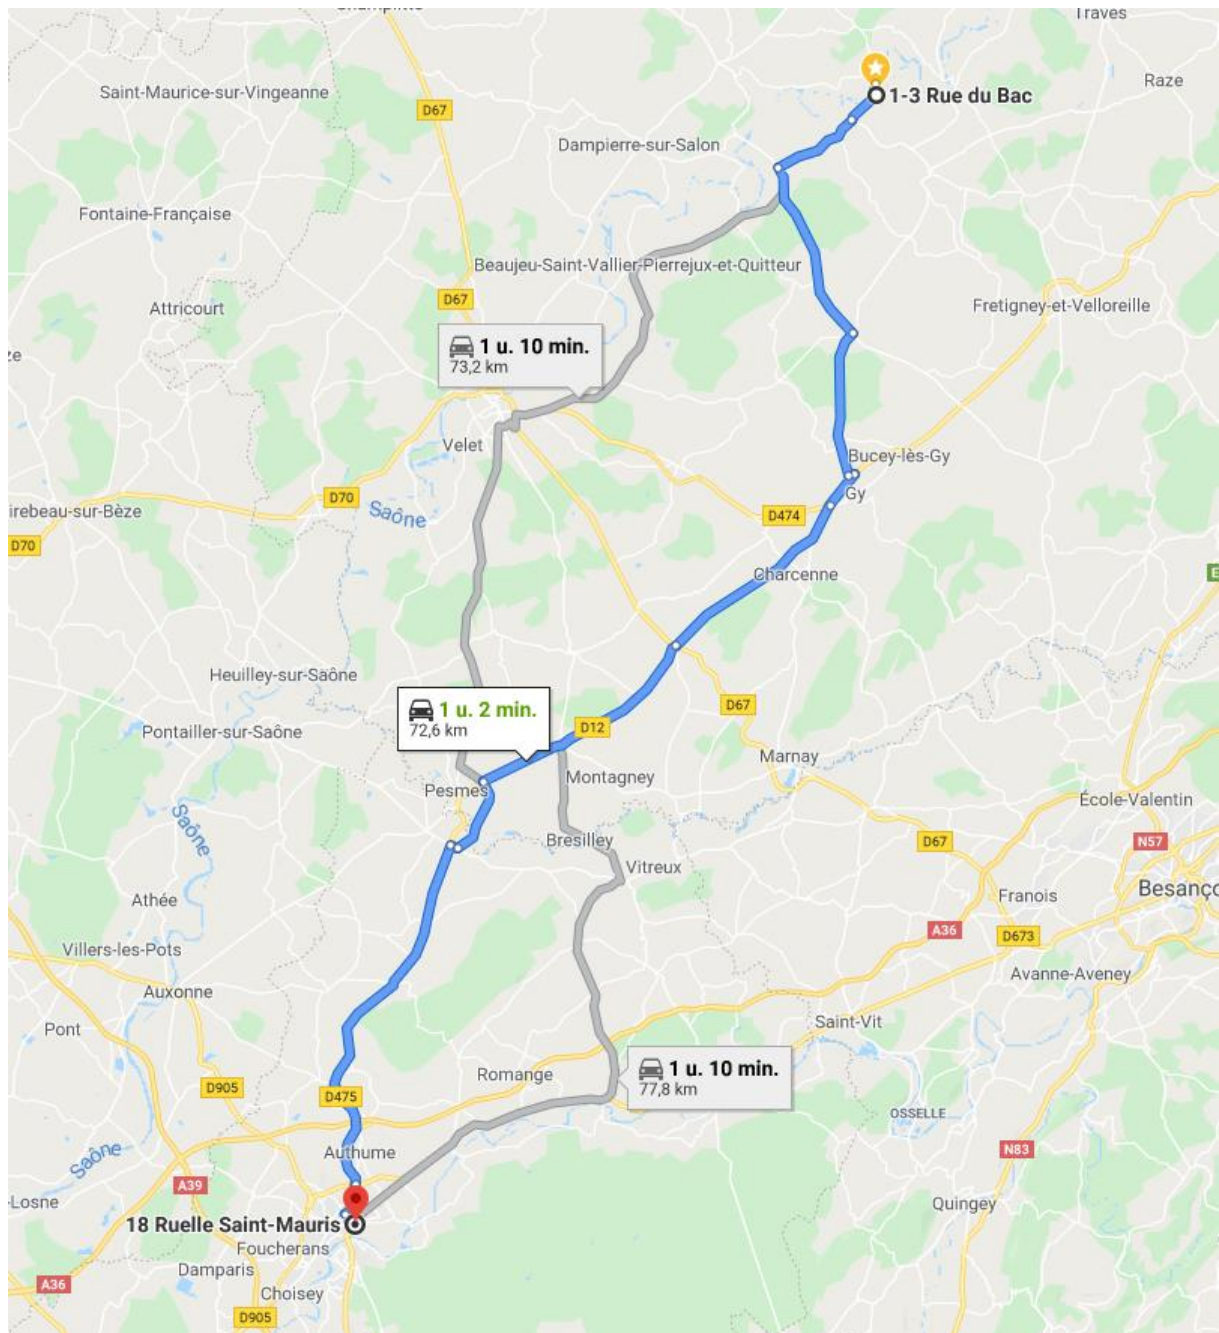 Champlitte
Traves
Saint-Maurice-sur-Vingeanne
Raze
1-3 Rue du Bac
D67
Dampierre-sur-Salon
Fontaine-Française
Beaujeu-Saint-Vallier-Pierrejux-et-Quitteur
D67
Attricourt
Fretigney-et-Velloreille
1 u. 10 min.
73,2 km
ze
Velet
Bucey-lès-Gy
Gy
D70
Saône
irebeau-sur-Bèze
D474
D70
Charcenne
E
Heuilley-sur-Saône
1 u. 2 min.
72,6 km
D67
D12
Pontailler-sur-Saône
Marnay
Montagney
Pesmes
École-Valentin
Saône
Bresilley
D67
N57
Vitreux
Besanço
Athée
Franois
A36
D673
Villers-les-Pots
Avanne-Aveney
Auxonne
Pont
Saint-Vit
1 u. 10 min.
77,8 km
Romange
D905
D475
OSSELLE
Authume
Saône
N83
A39
-Losne
Quingey
18 Ruelle Saint-Mauris
Foucherans
Damparis
A36
Choisey
D905